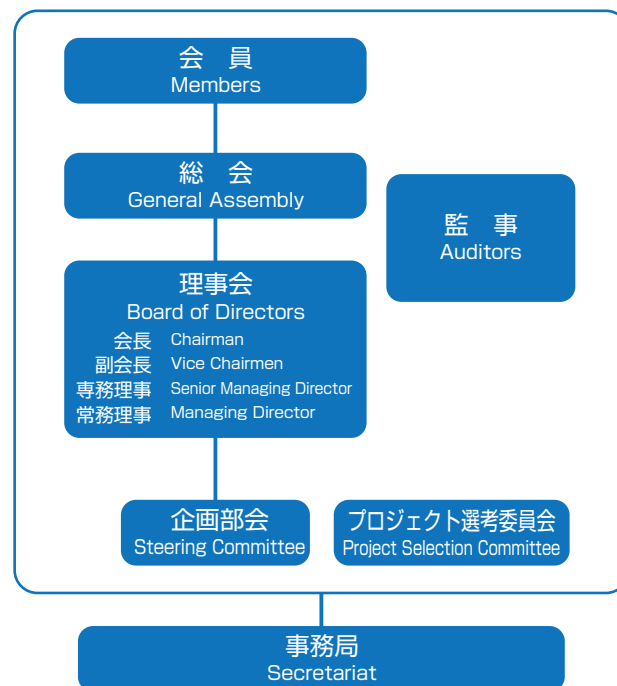 会　員
Members
総　会
General Assembly
監　事
Auditors
理事会
Board of Directors
会長 Chairman
副会長 Vice Chairmen
専務理事 Senior Managing Director
常務理事 Managing Director
企画部会
Steering Committee
プロジェクト選考委員会
Project Selection Committee
事務局
Secretariat